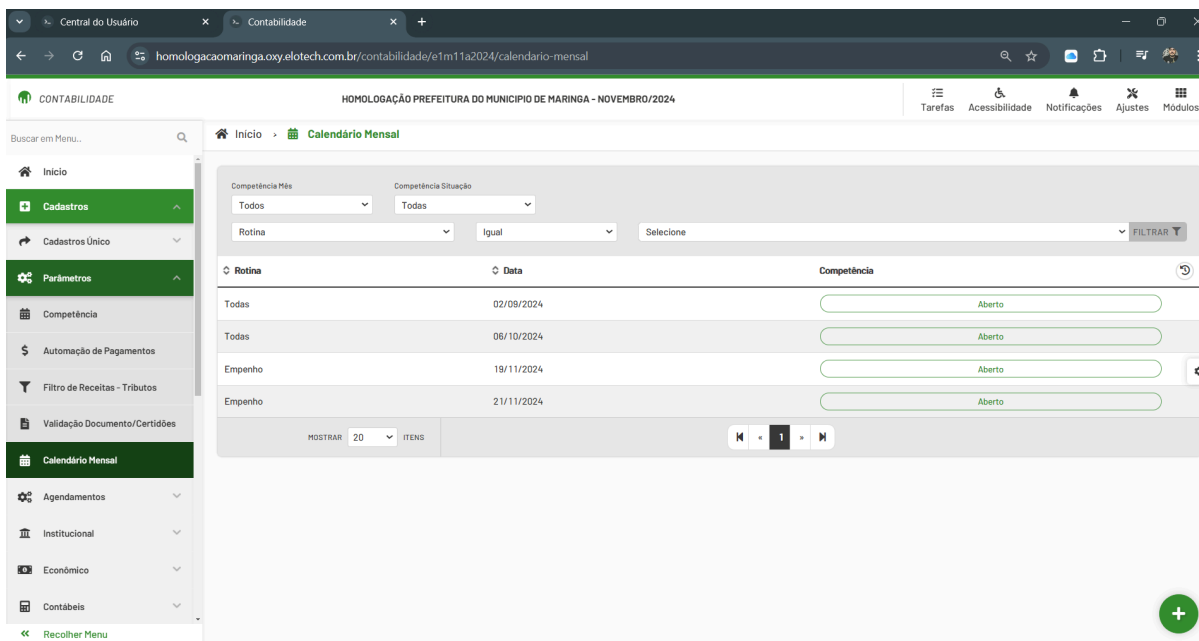 Central do Usuário
Contabilidade
homologacaomaringa.oxy.elotech.com.br/contabilidade/e1m11a2024/calendario-mensal
CONTABILIDADE
HOMOLOGAÇÃO PREFEITURA DO MUNICIPIO DE MARINGA - NOVEMBRO/2024
Tarefas Acessibilidade Notificações Ajustes Módulos
Buscar em Menu..
Início › Calendário Mensal
Início
Cadastros
Cadastros Único
Parâmetros
Competência
Automação de Pagamentos
Filtro de Receitas - Tributos
Validação Documento/Certidões
Calendário Mensal
Agendamentos
Institucional
Econômico
Contábeis
Recolher Menu
Competência Mês Competência Situação
Todos Todas
Rotina Igual Selecione FILTRAR
Rotina Data Competência
Todas 02/09/2024 Aberto
Todas 06/10/2024 Aberto
Empenho 19/11/2024 Aberto
Empenho 21/11/2024 Aberto
MOSTRAR 20 ITENS « 1 »